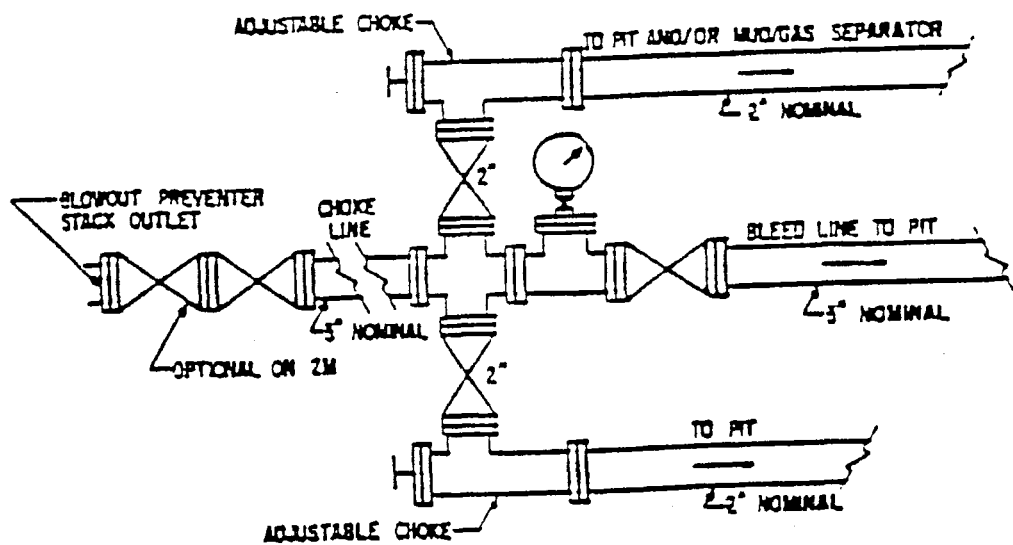 ADJUSTABLE CHOKE
TO PIT AND/OR MUD/GAS SEPARATOR
2" NOMINAL
2"
BLOWOUT PREVENTER
STACK OUTLET
CHOKE
LINE
BLEED LINE TO PIT
3" NOMINAL
3" NOMINAL
OPTIONAL ON 2M
2"
TO PIT
2" NOMINAL
ADJUSTABLE CHOKE